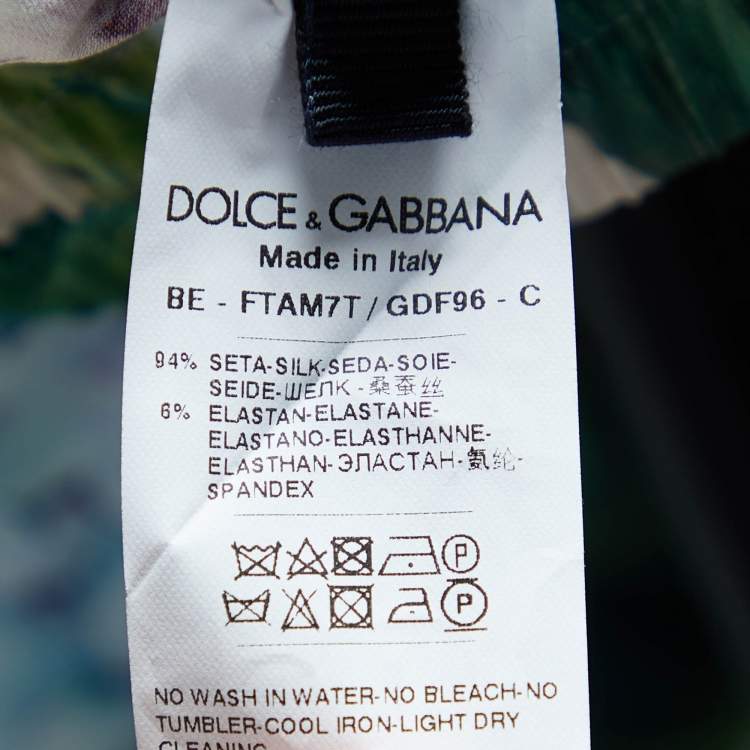 DOLCE & GABBANA
Made in Italy
BE - FTAM7T / GDF96 - C
94% SETA-SILK-SEDA-SOIE-
SEIDE-ШЕЛК-桑蚕丝
6% ELASTAN-ELASTANE-
ELASTANO-ELASTHANNE-
ELASTHAN-ЭЛАСТАН-氨纶-
SPANDEX
P
P
NO WASH IN WATER-NO BLEACH-NO
TUMBLER-COOL IRON-LIGHT DRY
CLEANING